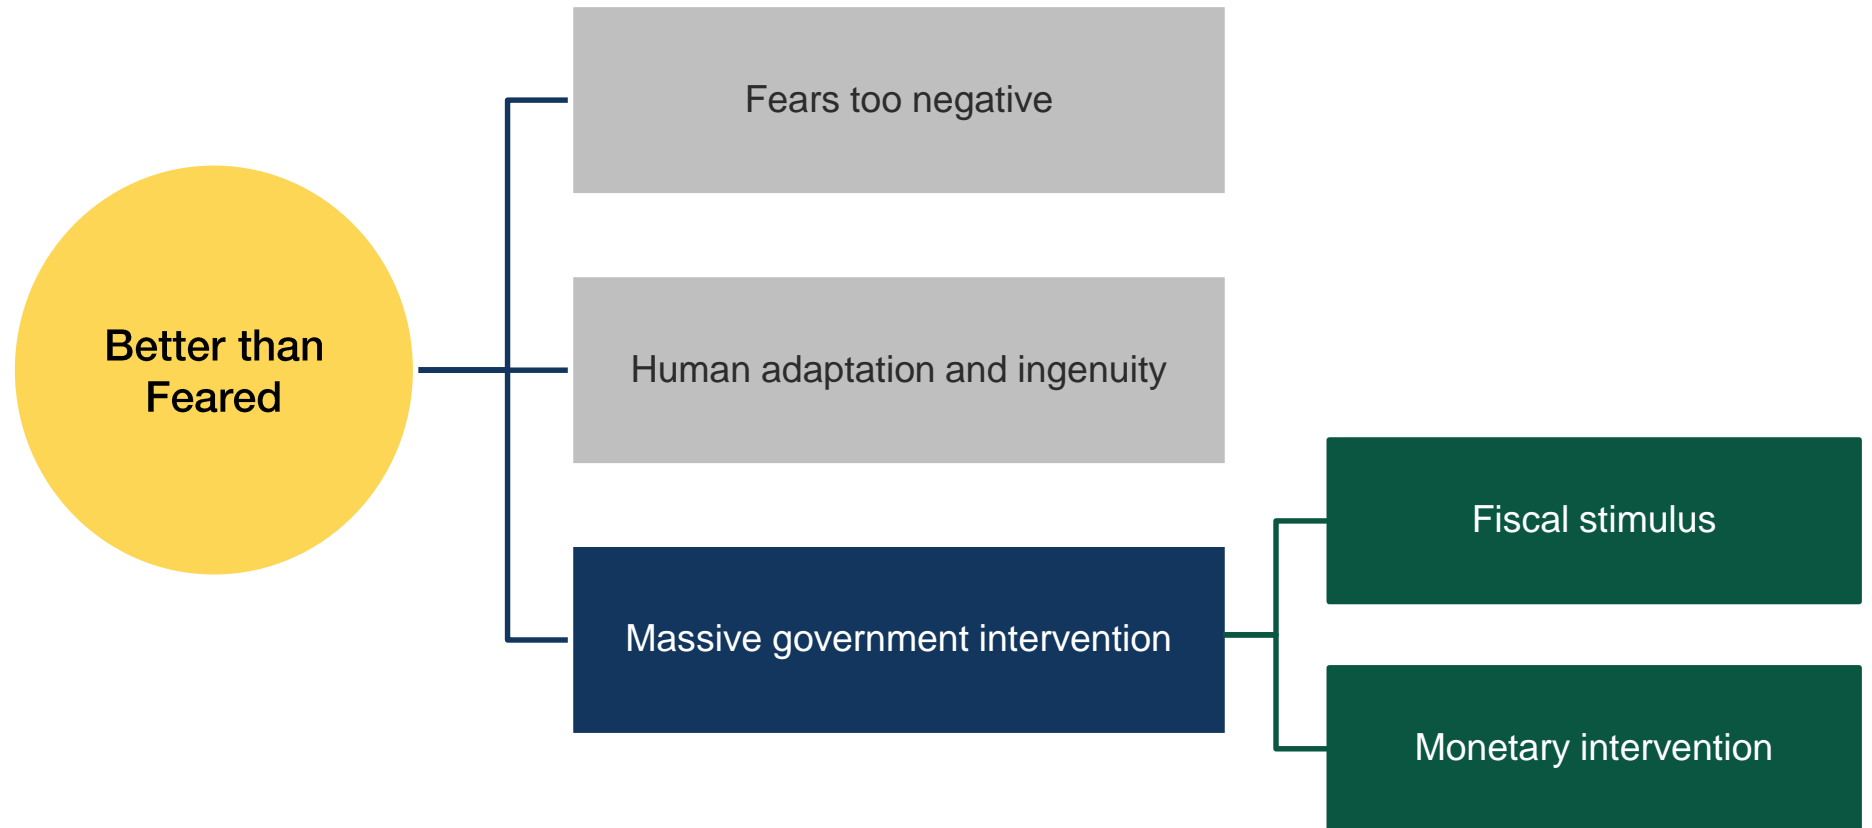 Fears too negative
Better than
Feared
Human adaptation and ingenuity
Massive government intervention
Fiscal stimulus
Monetary intervention